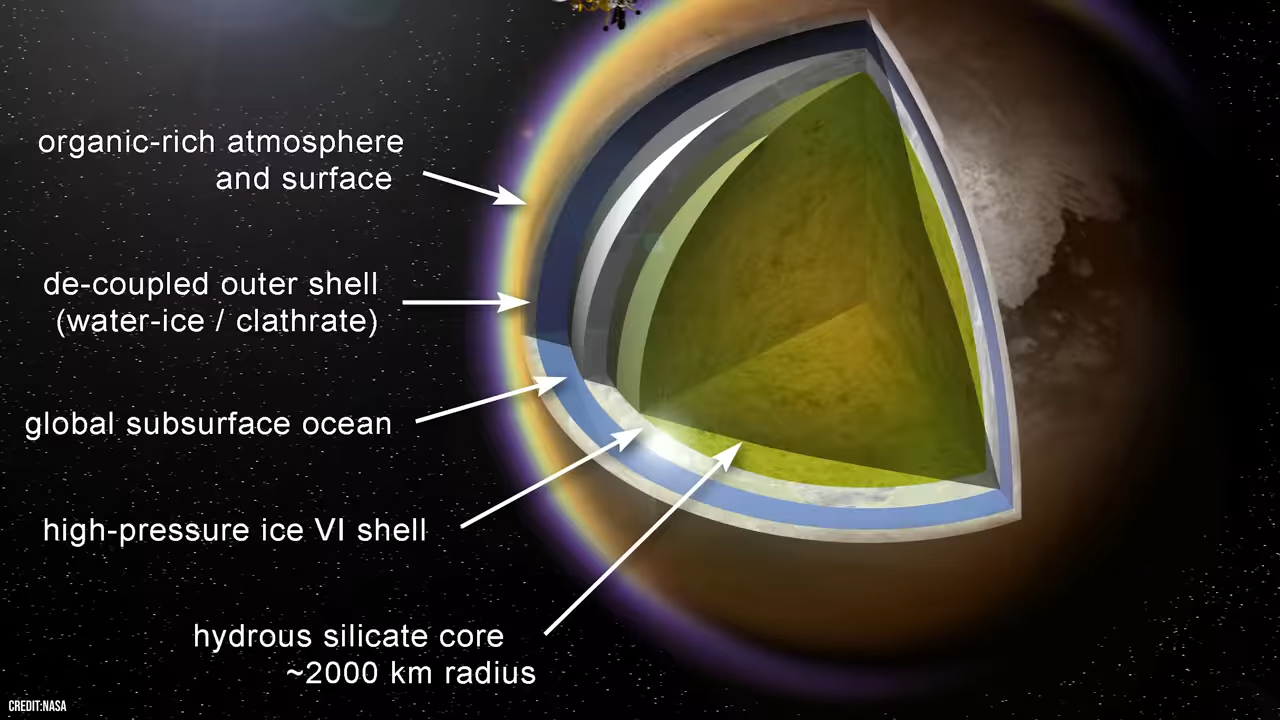 organic-rich atmosphere
and surface
de-coupled outer shell
(water-ice / clathrate)
global subsurface ocean
high-pressure ice VI shell
hydrous silicate core
~2000 km radius
CREDIT:NASA